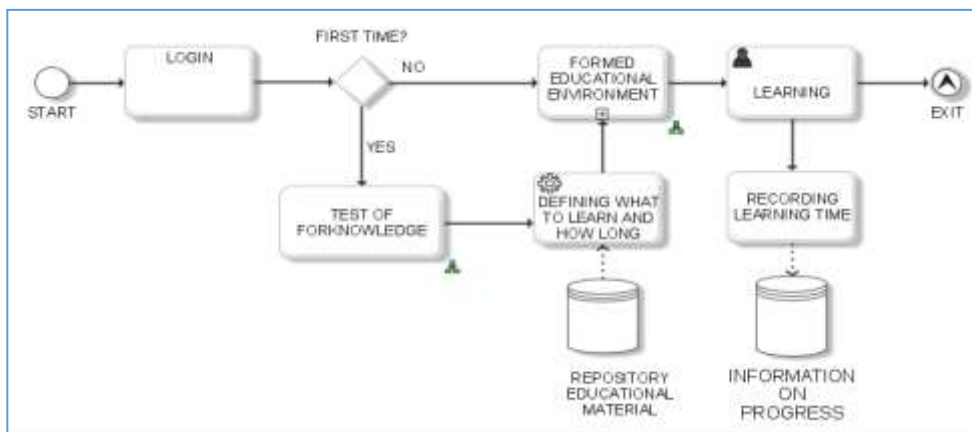 FIRST TIME?
LOGIN
START
NO
YES
FORMED
EDUCATIONAL
ENVIRONMENT
LEARNING
EXIT
TEST OF
FORKNOWLEDGE
DEFINING WHAT
TO LEARN AND
HOW LONG
RECORDING
LEARNING TIME
REPOSITORY
EDUCATIONAL
MATERIAL
INFORMATION
ON
PROGRESS